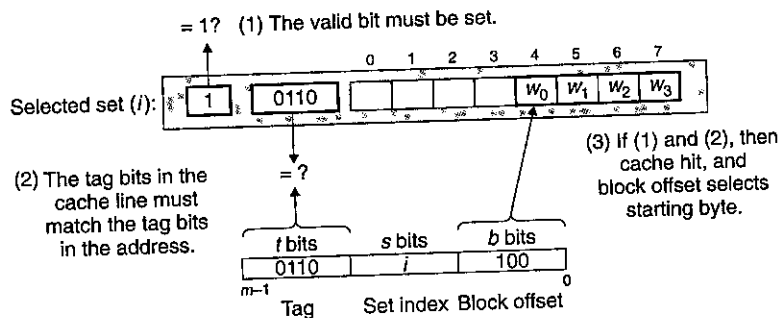 = 1? (1) The valid bit must be set.
0 1 2 3 4 5 6 7
Selected set (i): 1 0110 w0 w1 w2 w3
(3) If (1) and (2), then
cache hit, and
block offset selects
starting byte.
(2) The tag bits in the
cache line must
match the tag bits
in the address.
= ?
t bits s bits b bits
0110 i 100
m–1 0
Tag Set index Block offset